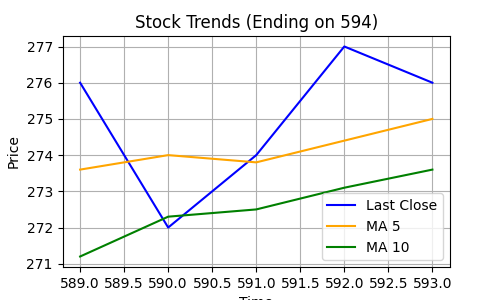 Stock Trends (Ending on 594)
277
276
275
274
273
272
271
Price
Last Close
MA 5
MA 10
589.0 589.5 590.0 590.5 591.0 591.5 592.0 592.5 593.0
Time